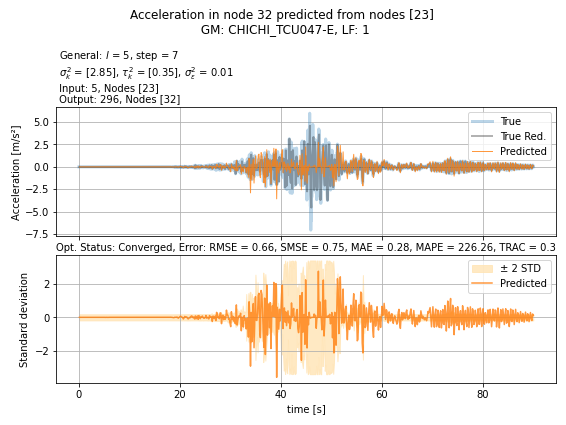 Acceleration in node 32 predicted from nodes [23]
GM: CHICHI_TCU047-E, LF: 1
General: l = 5, step = 7
σ²ₖ = [2.85], τ²ₖ = [0.35], σ²ε = 0.01
Input: 5, Nodes [23]
Output: 296, Nodes [32]
5.0
2.5
0.0
−2.5
−5.0
−7.5
Acceleration [m/s²]
True
True Red.
Predicted
Opt. Status: Converged, Error: RMSE = 0.66, SMSE = 0.75, MAE = 0.28, MAPE = 226.26, TRAC = 0.3
2
0
−2
Standard deviation
± 2 STD
Predicted
0 20 40 60 80
time [s]